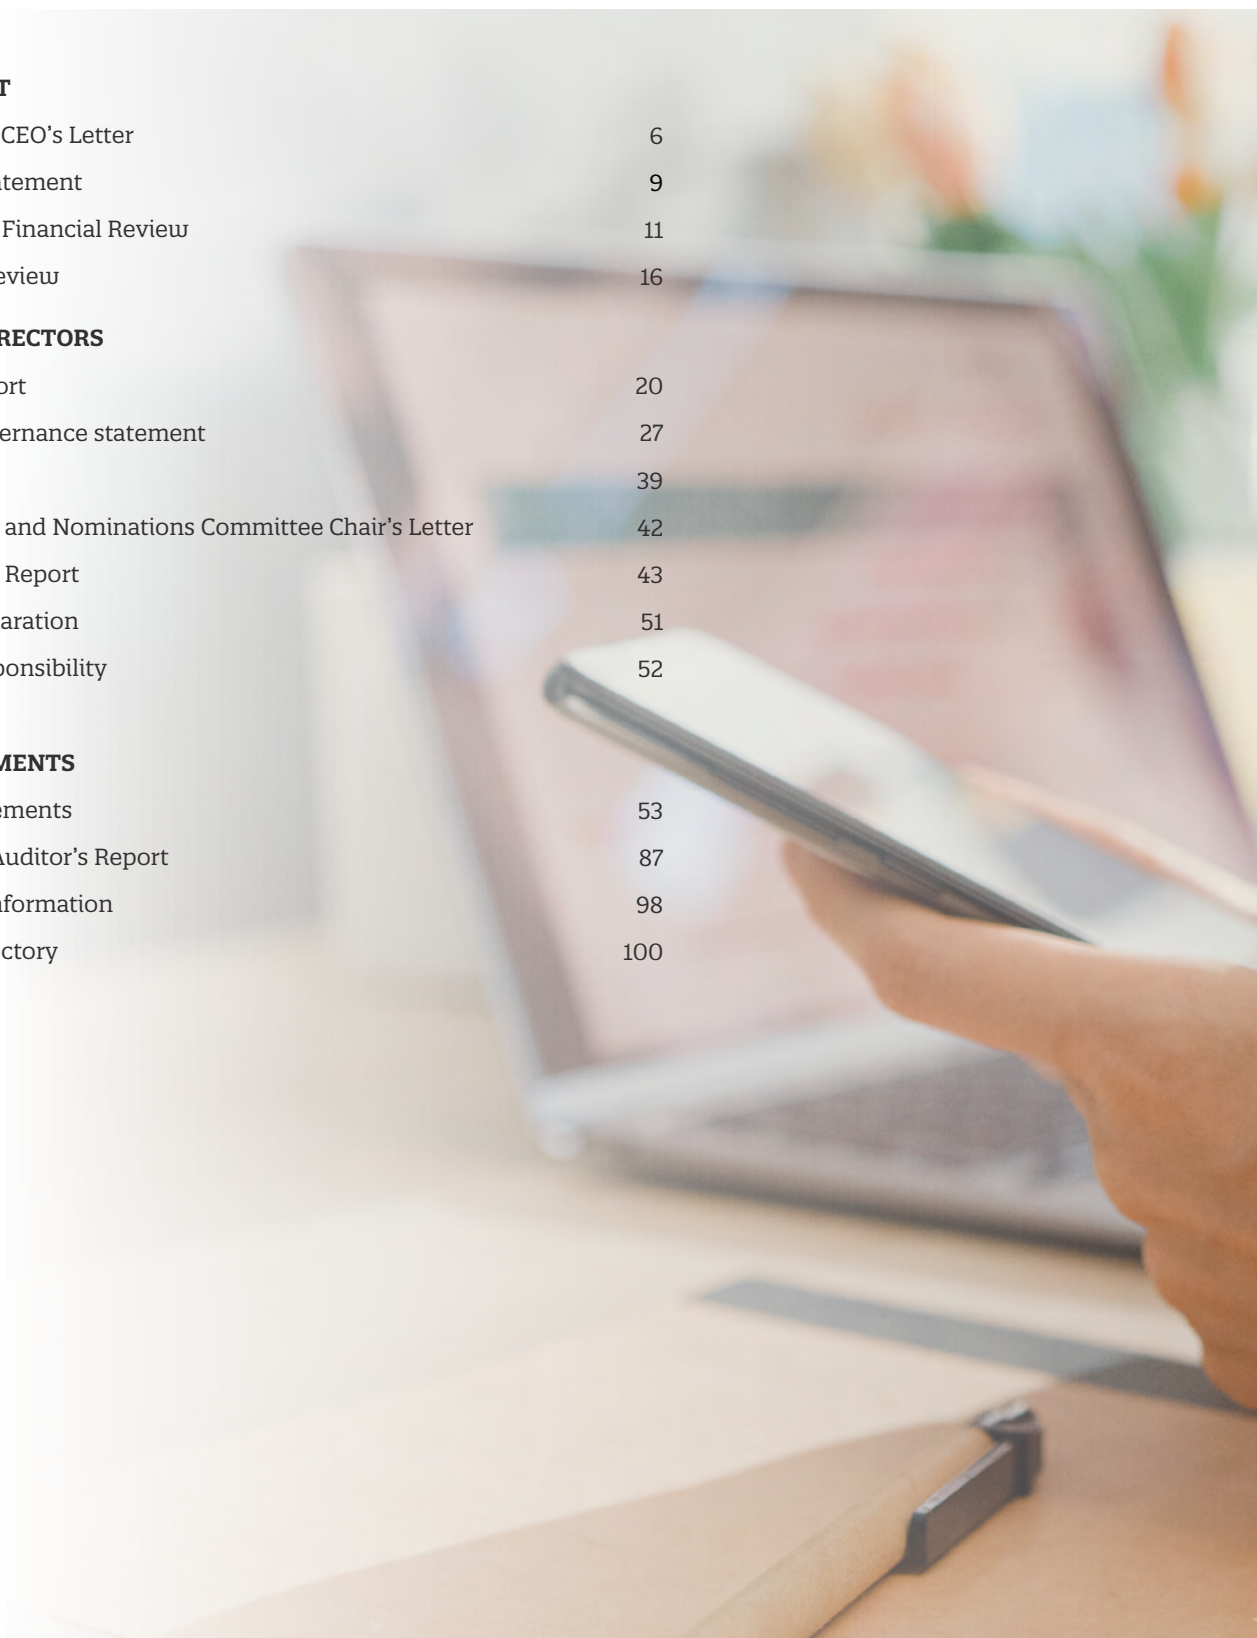 T
CEO's Letter 6
tement 9
Financial Review 11
eview 16
RECTORS
ort 20
ernance statement 27
39
and Nominations Committee Chair's Letter 42
Report 43
aration 51
ponsibility 52
MENTS
ements 53
Auditor's Report 87
nformation 98
ctory 100